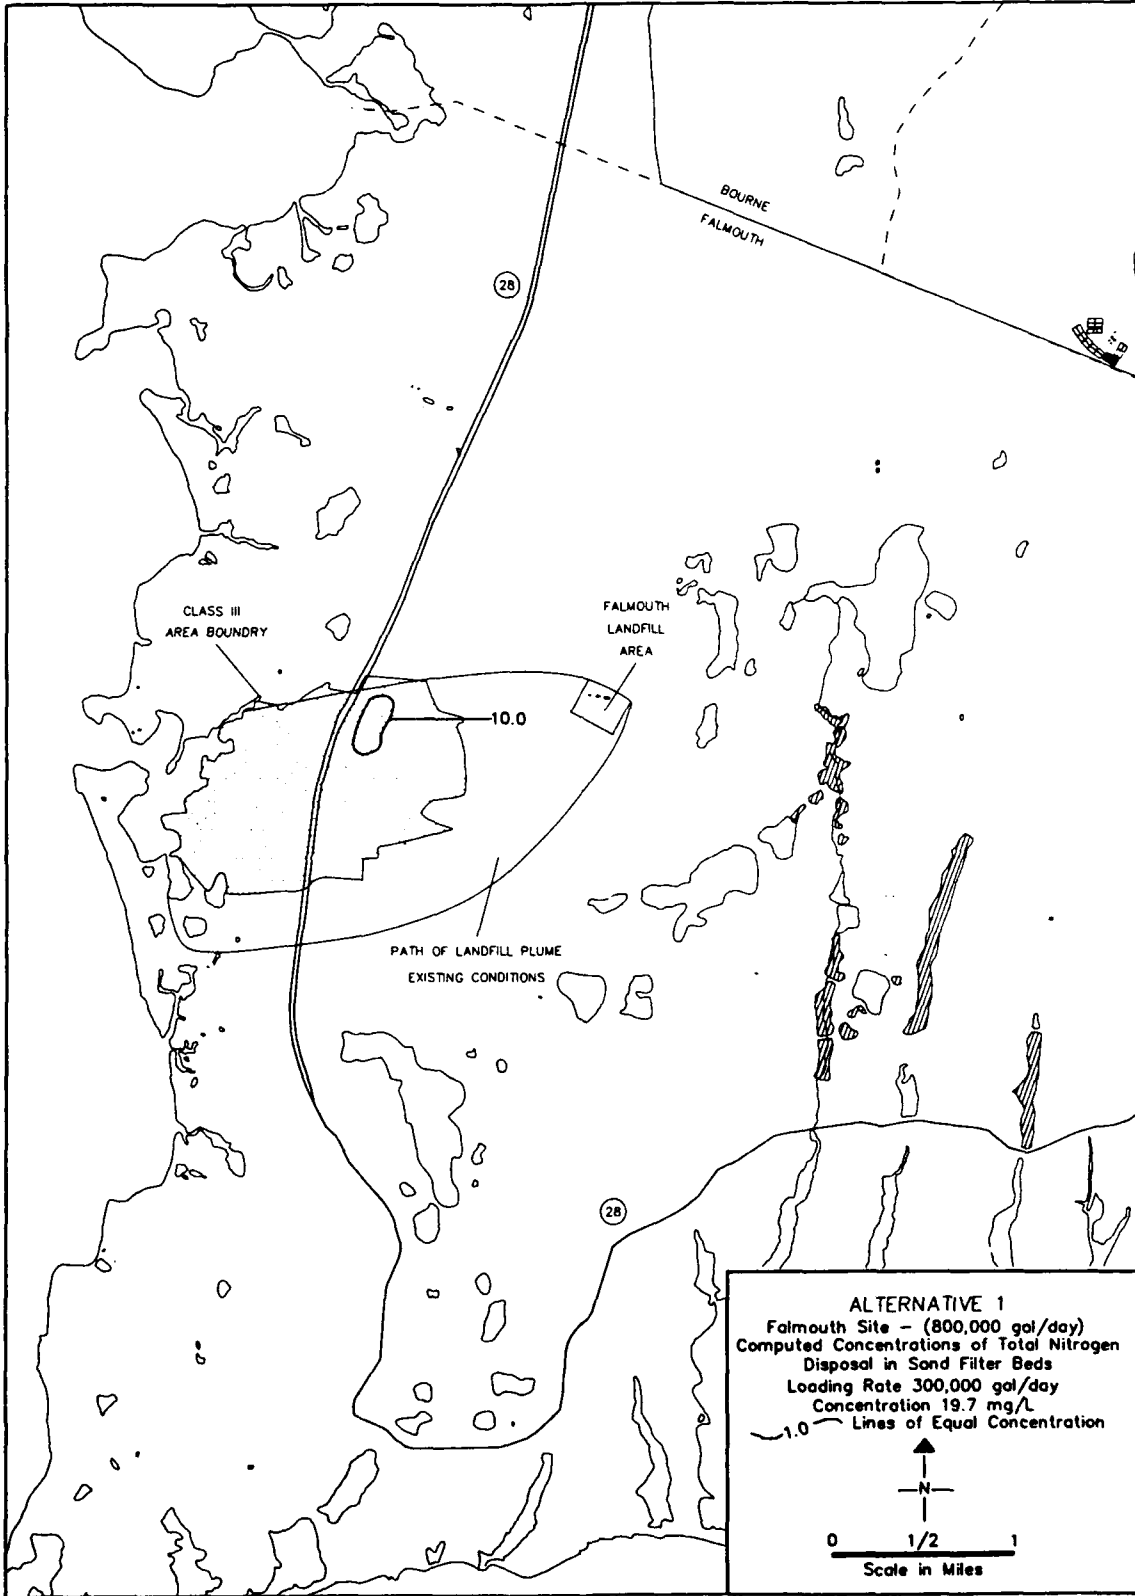 BOURNE
FALMOUTH
28
CLASS III
AREA BOUNDRY
FALMOUTH
LANDFILL
AREA
10.0
PATH OF LANDFILL PLUME
EXISTING CONDITIONS
28
ALTERNATIVE 1
Falmouth Site - (800,000 gal/day)
Computed Concentrations of Total Nitrogen
Disposal in Sand Filter Beds
Loading Rate 300,000 gal/day
Concentration 19.7 mg/L
1.0 Lines of Equal Concentration
N
0 1/2 1
Scale in Miles